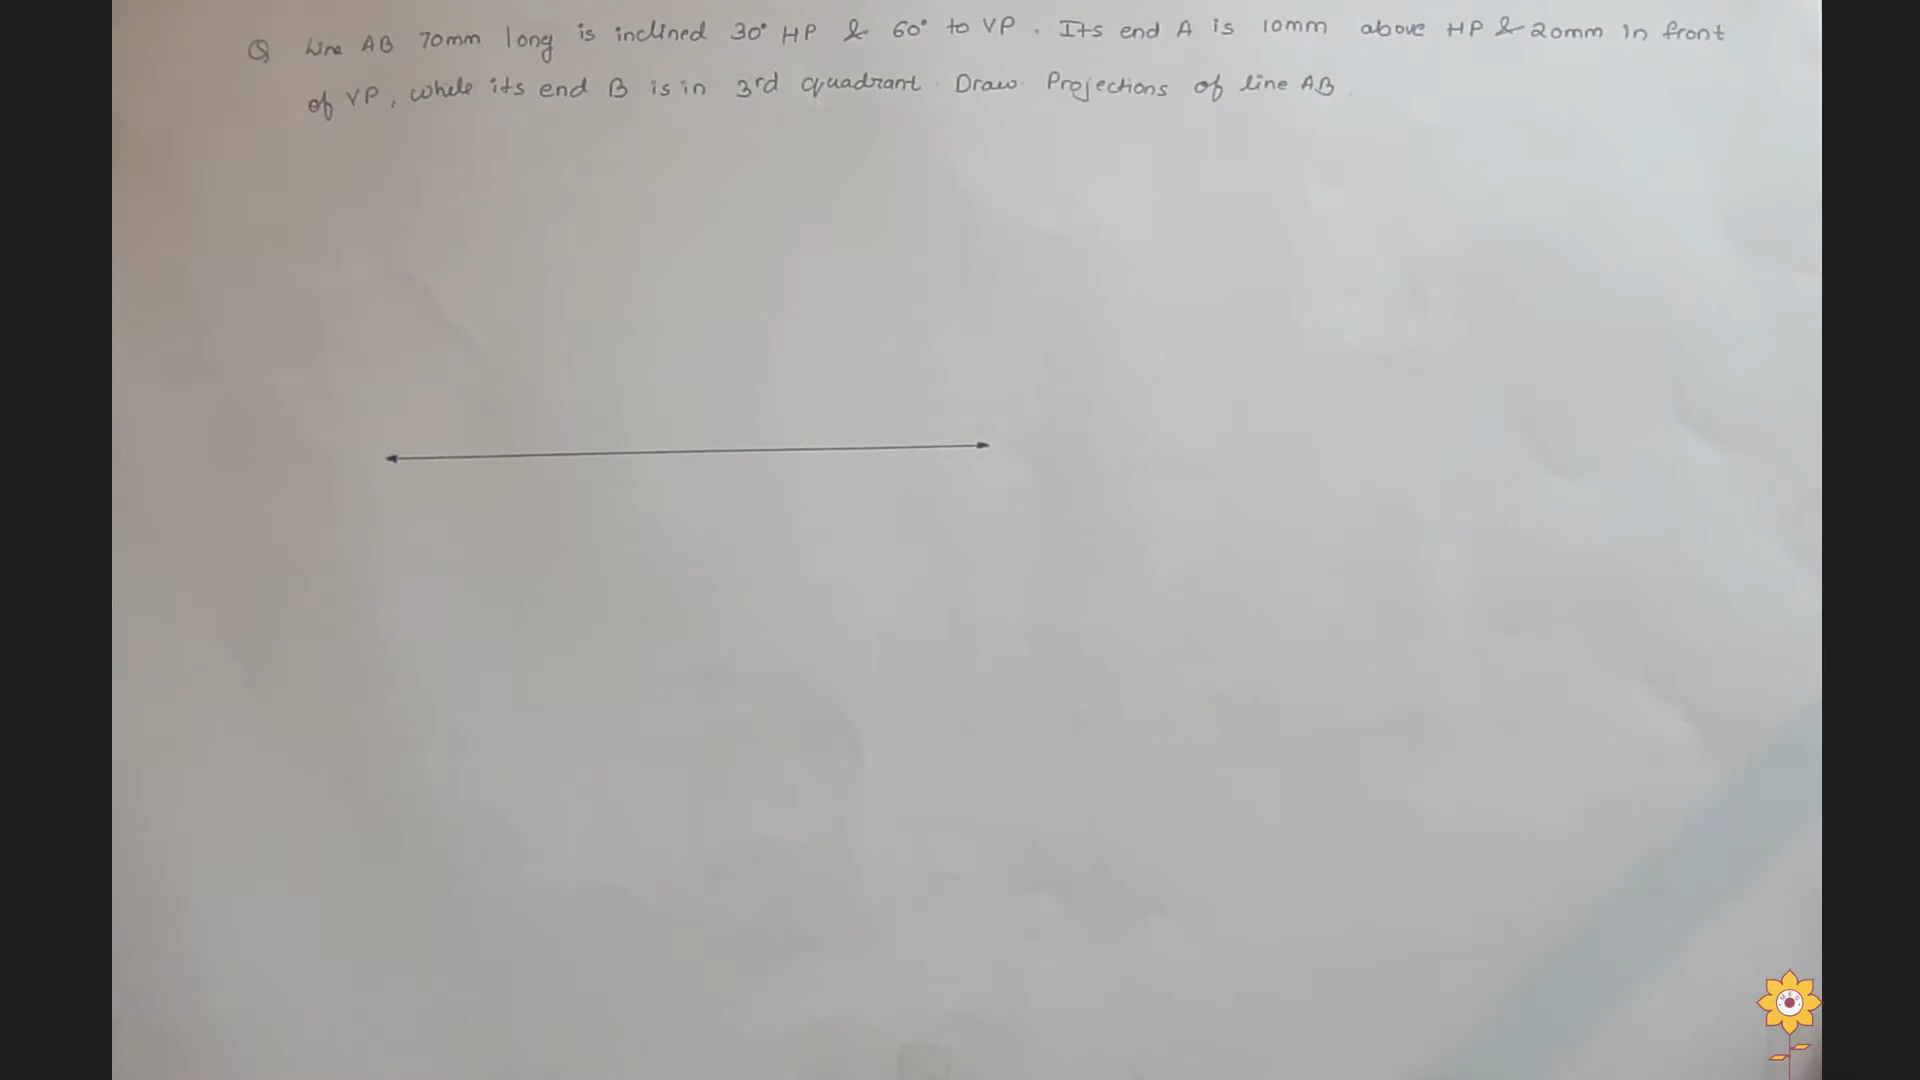 Q Line AB 70mm long is inclined 30° HP & 60° to VP. Its end A is 10mm above HP & 20mm in front
of VP, while its end B is in 3rd quadrant. Draw Projections of line AB.